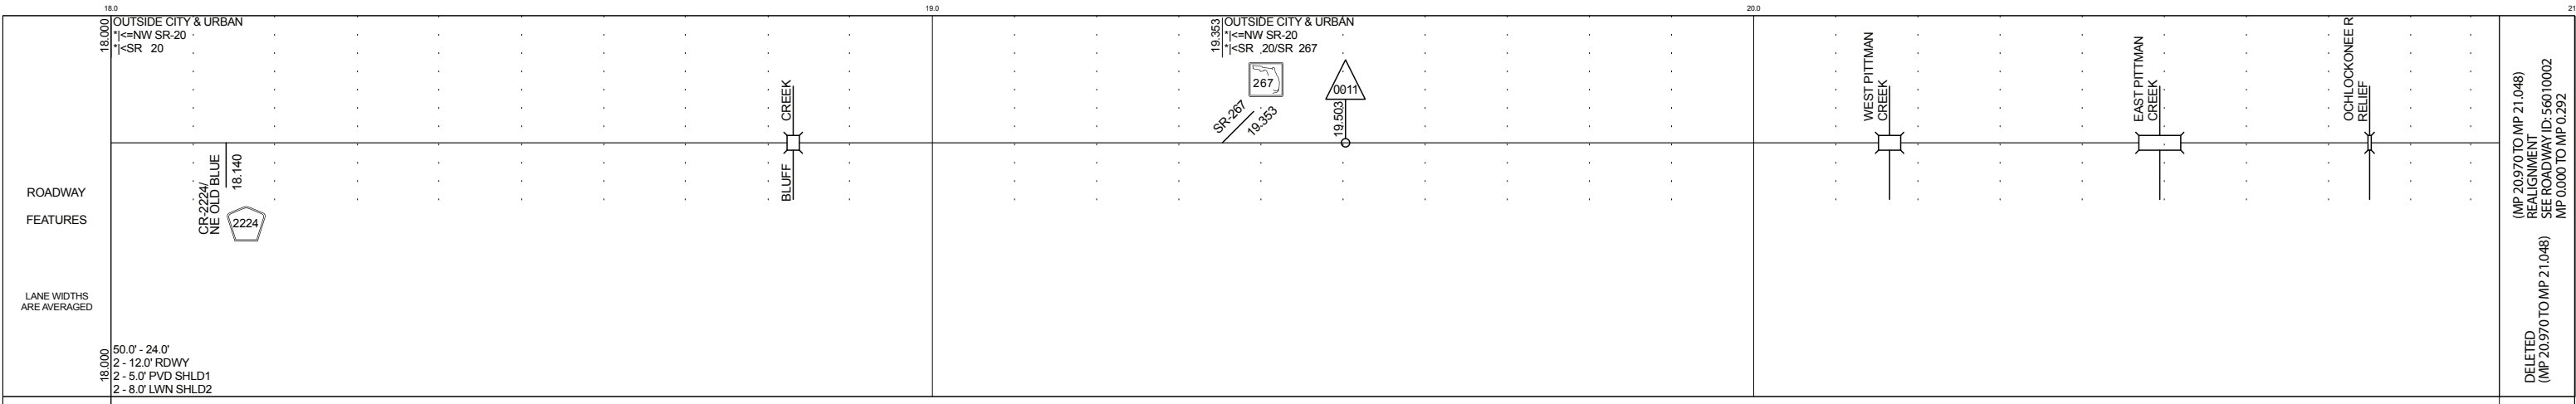 18.0
19.0
20.0
21
18.000
OUTSIDE CITY & URBAN
*|<=NW SR-20
*|<SR 20
19.353
OUTSIDE CITY & URBAN
*|<=NW SR-20
*|<SR 20/SR 267
267
SR-267
19.353
0011
19.503
BLUFF CREEK
WEST PITTMAN
CREEK
EAST PITTMAN
CREEK
OCHLOCKONEE R
RELIEF
CR-2224/
NE OLD BLUE
18.140
2224
ROADWAY
FEATURES
LANE WIDTHS
ARE AVERAGED
18.000
50.0' - 24.0'
2 - 12.0' RDWY
2 - 5.0' PVD SHLD1
2 - 8.0' LWN SHLD2
(MP 20.970 TO MP 21.048)
REALIGNMENT
SEE ROADWAY ID: 56010002
MP 0.000 TO MP 0.292
DELETED
(MP 20.970 TO MP 21.048)